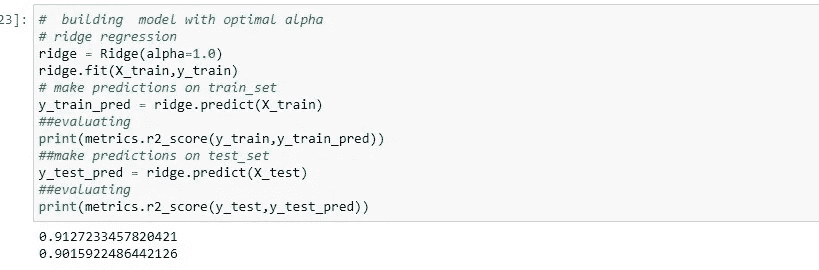 23]: #  building  model with optimal alpha
# ridge regression
ridge = Ridge(alpha=1.0)
ridge.fit(X_train,y_train)
# make predictions on train_set
y_train_pred = ridge.predict(X_train)
##evaluating
print(metrics.r2_score(y_train,y_train_pred))
##make predictions on test_set
y_test_pred = ridge.predict(X_test)
##evaluating
print(metrics.r2_score(y_test,y_test_pred))
0.9127233457820421
0.9015922486442126